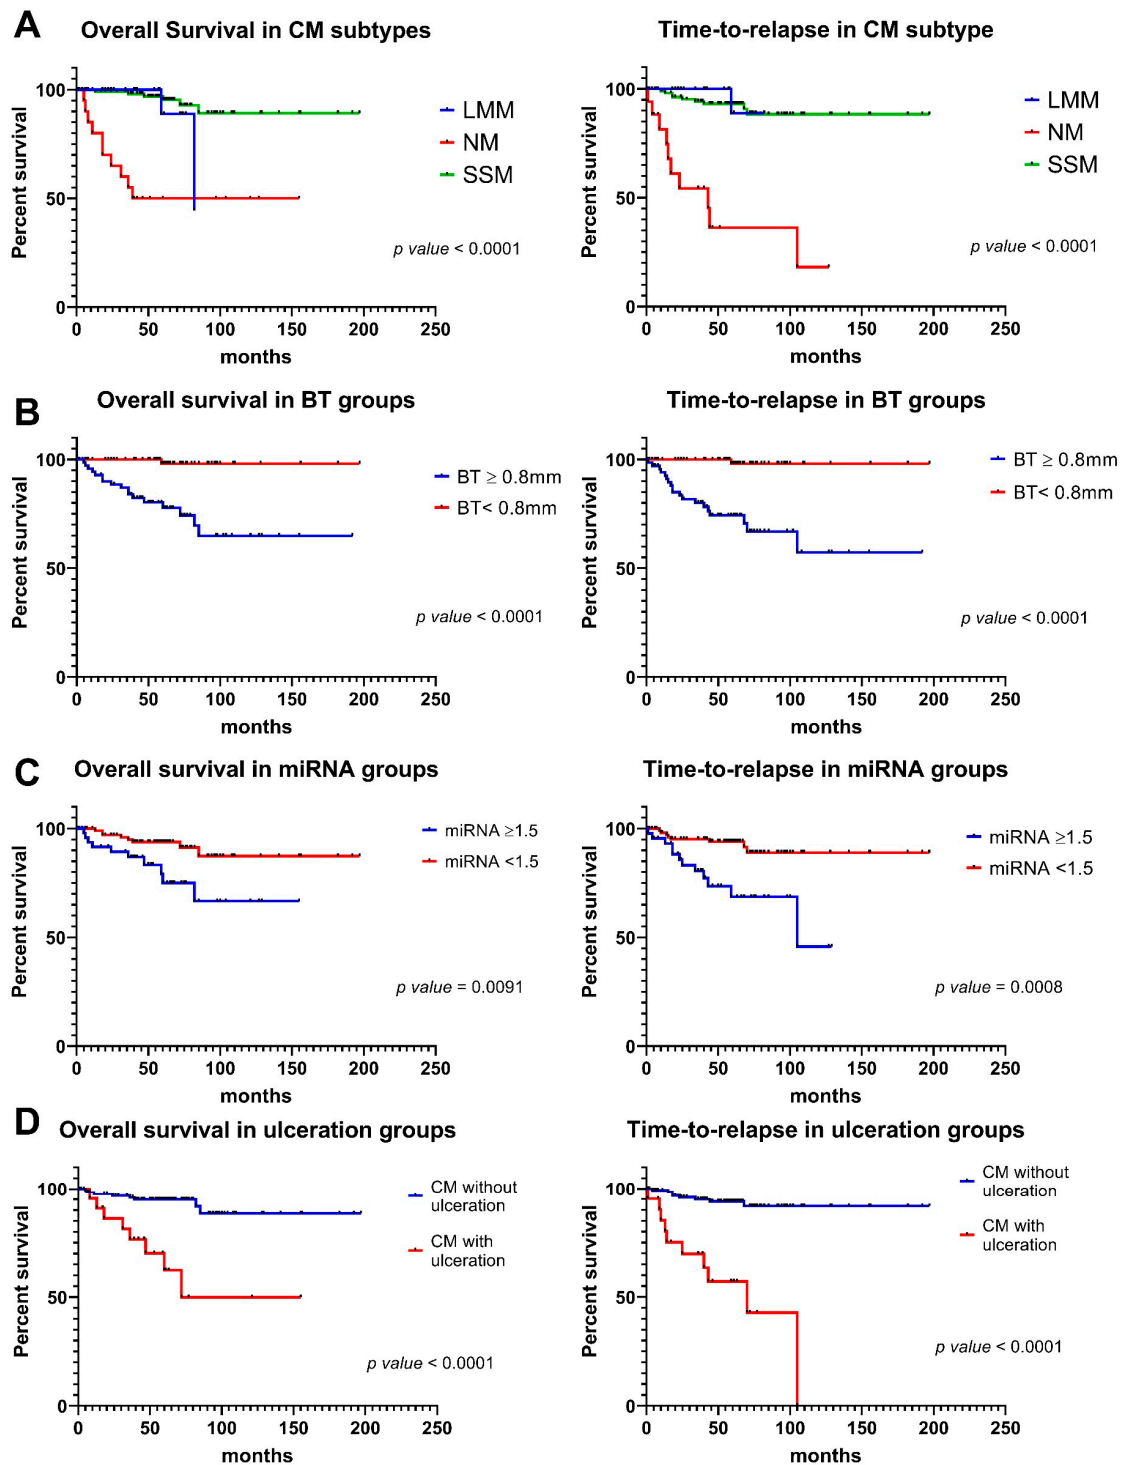 A
Overall Survival in CM subtypes
Percent survival
100
50
0
0 50 100 150 200 250
months
LMM
NM
SSM
p value < 0.0001
Time-to-relapse in CM subtype
Percent survival
100
50
0
0 50 100 150 200 250
months
LMM
NM
SSM
p value < 0.0001
B
Overall survival in BT groups
Percent survival
100
50
0
0 50 100 150 200 250
months
BT ≥ 0.8mm
BT< 0.8mm
p value < 0.0001
Time-to-relapse in BT groups
Percent survival
100
50
0
0 50 100 150 200 250
months
BT ≥ 0.8mm
BT< 0.8mm
p value < 0.0001
C
Overall survival in miRNA groups
Percent survival
100
50
0
0 50 100 150 200 250
months
miRNA ≥1.5
miRNA <1.5
p value = 0.0091
Time-to-relapse in miRNA groups
Percent survival
100
50
0
0 50 100 150 200 250
months
miRNA ≥1.5
miRNA <1.5
p value = 0.0008
D
Overall survival in ulceration groups
Percent survival
100
50
0
0 50 100 150 200 250
months
CM without
ulceration
CM with
ulceration
p value < 0.0001
Time-to-relapse in ulceration groups
Percent survival
100
50
0
0 50 100 150 200 250
months
CM without
ulceration
CM with
ulceration
p value < 0.0001